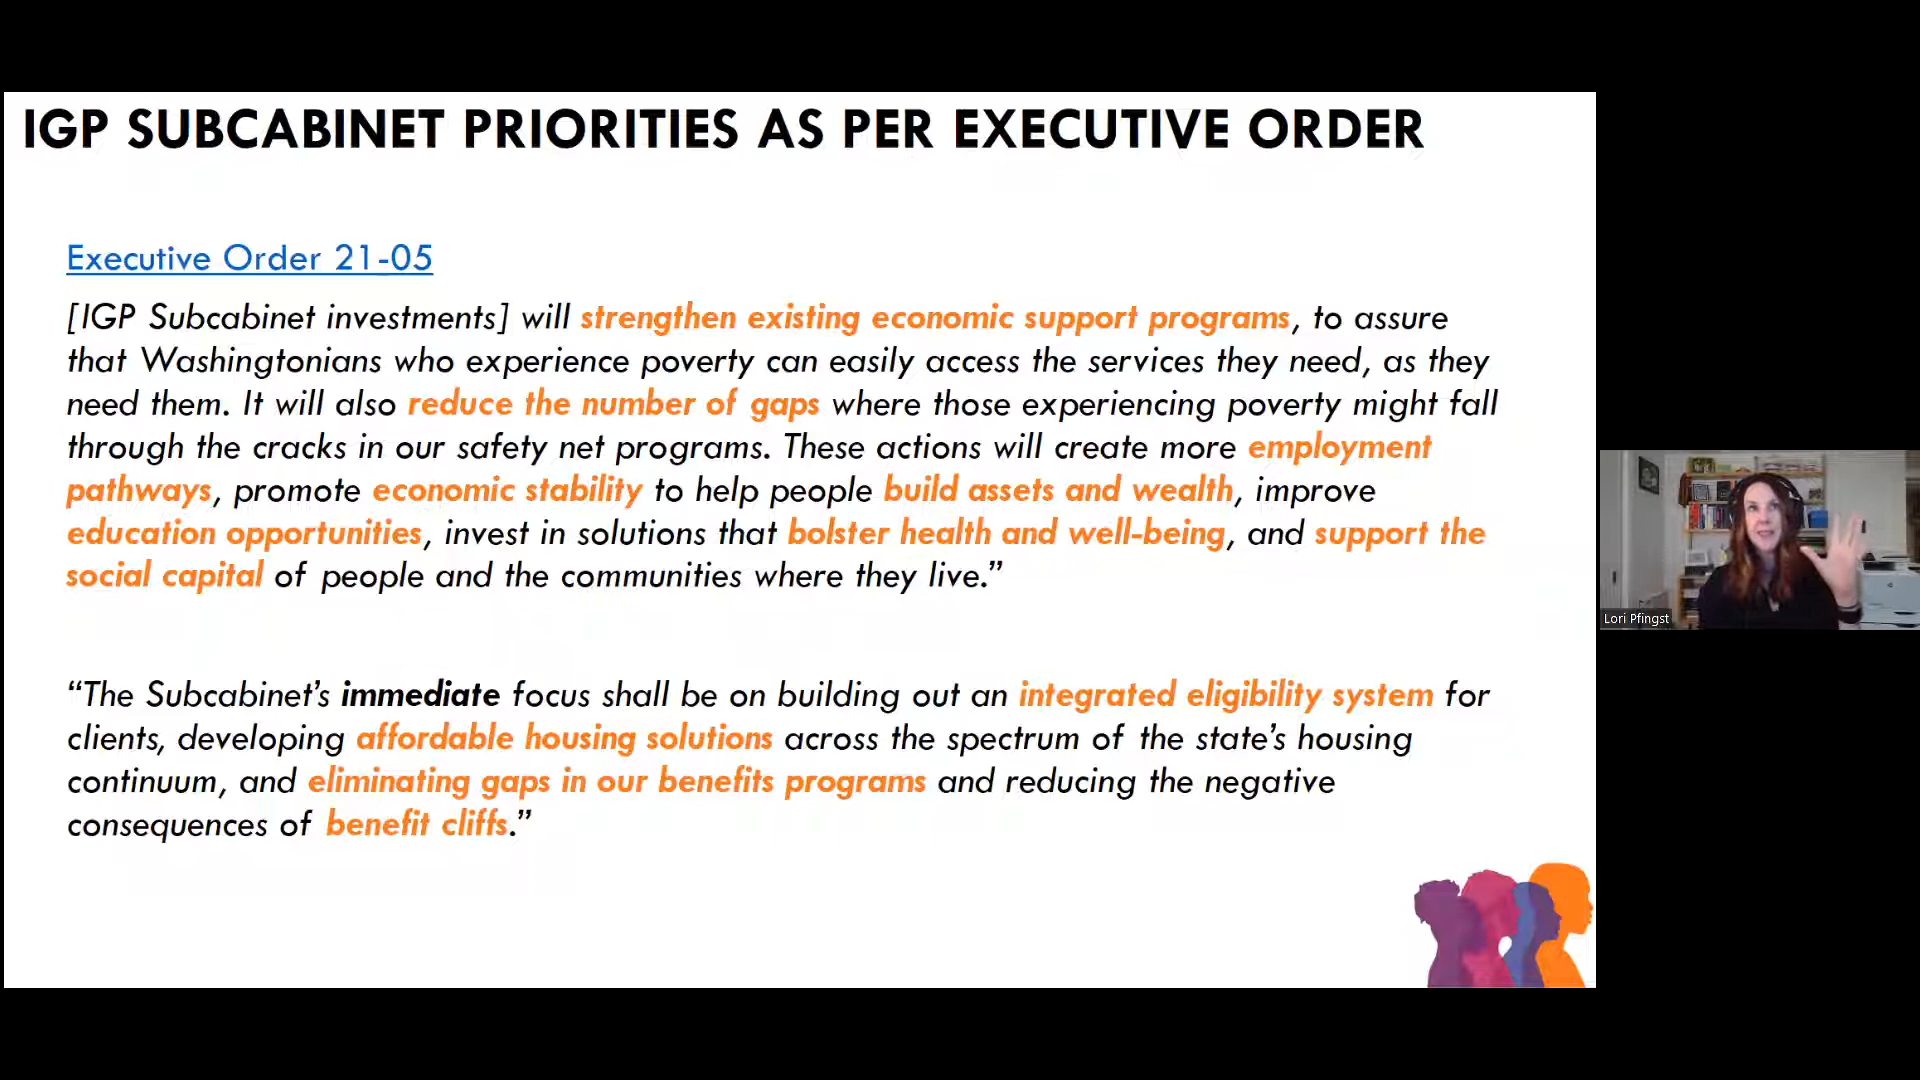 IGP SUBCABINET PRIORITIES AS PER EXECUTIVE ORDER
Executive Order 21-05
[IGP Subcabinet investments] will strengthen existing economic support programs, to assure
that Washingtonians who experience poverty can easily access the services they need, as they
need them. It will also reduce the number of gaps where those experiencing poverty might fall
through the cracks in our safety net programs. These actions will create more employment
pathways, promote economic stability to help people build assets and wealth, improve
education opportunities, invest in solutions that bolster health and well-being, and support the
social capital of people and the communities where they live.”
“The Subcabinet’s immediate focus shall be on building out an integrated eligibility system for
clients, developing affordable housing solutions across the spectrum of the state’s housing
continuum, and eliminating gaps in our benefits programs and reducing the negative
consequences of benefit cliffs.”
Lori Pfingst